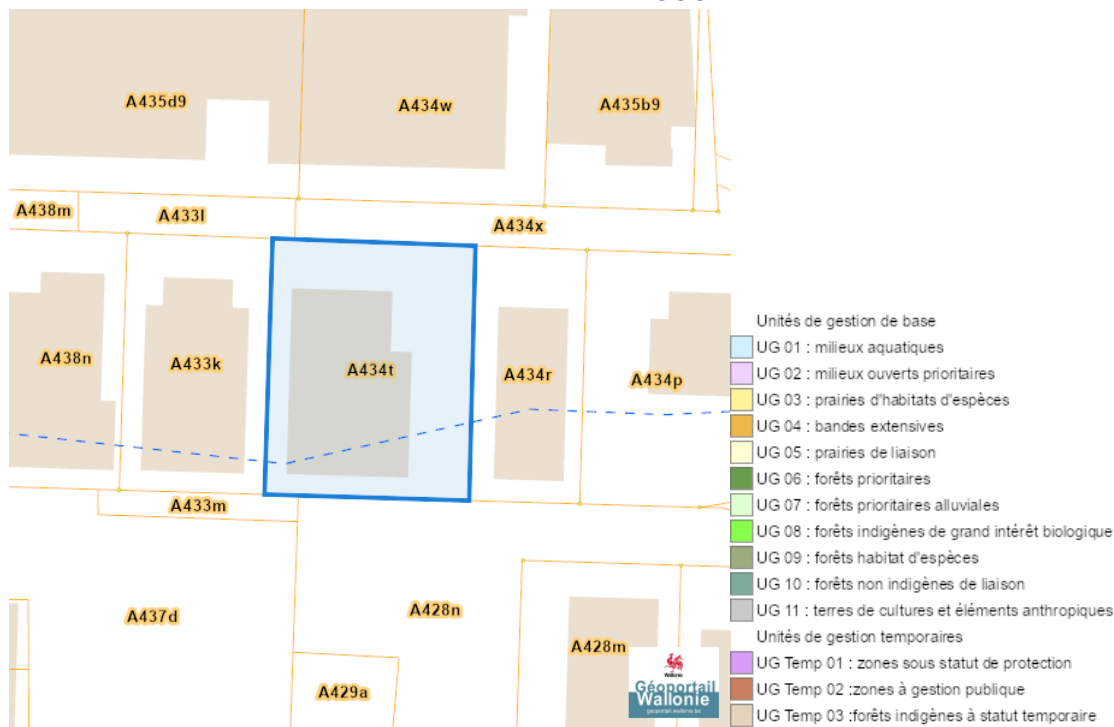 A435d9
A434w
A435b9
A438m
A433l
A434x
A438n
A433k
A434t
A434r
A434p
A433m
A437d
A428n
A428m
A429a
Wallonie
Géoportail
Wallonie
geoportail.wallonie.be
Unités de gestion de base
UG 01 : milieux aquatiques
UG 02 : milieux ouverts prioritaires
UG 03 : prairies d'habitats d'espèces
UG 04 : bandes extensives
UG 05 : prairies de liaison
UG 06 : forêts prioritaires
UG 07 : forêts prioritaires alluviales
UG 08 : forêts indigènes de grand intérêt biologique
UG 09 : forêts habitat d'espèces
UG 10 : forêts non indigènes de liaison
UG 11 : terres de cultures et éléments anthropiques
Unités de gestion temporaires
UG Temp 01 : zones sous statut de protection
UG Temp 02 :zones à gestion publique
UG Temp 03 :forêts indigènes à statut temporaire